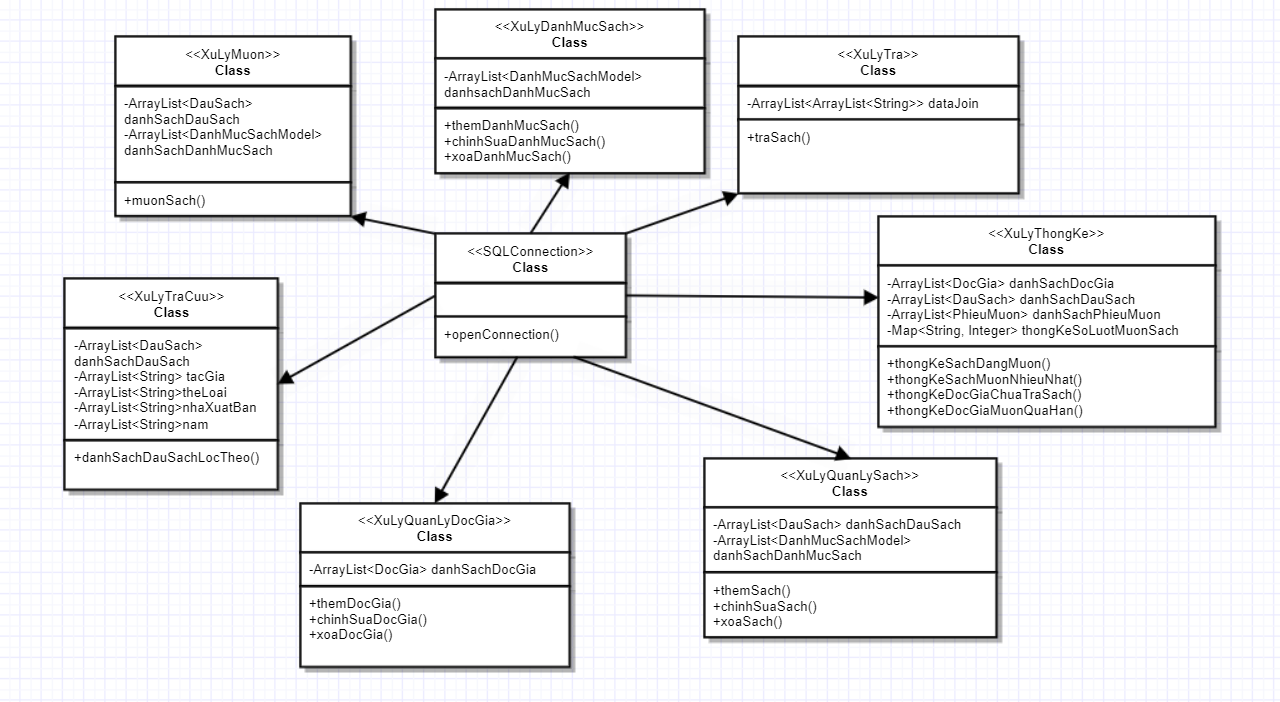 <<XuLyMuon>>
Class
-ArrayList<DauSach>
danhSachDauSach
-ArrayList<DanhMucSachModel>
danhSachDanhMucSach
+muonSach()
<<XuLyDanhMucSach>>
Class
-ArrayList<DanhMucSachModel>
danhsachDanhMucSach
+themDanhMucSach()
+chinhSuaDanhMucSach()
+xoaDanhMucSach()
<<XuLyTra>>
Class
-ArrayList<ArrayList<String>> dataJoin
+traSach()
<<SQLConnection>>
Class
+openConnection()
<<XuLyThongKe>>
Class
-ArrayList<DocGia> danhSachDocGia
-ArrayList<DauSach> danhSachDauSach
-ArrayList<PhieuMuon> danhSachPhieuMuon
-Map<String, Integer> thongKeSoLuotMuonSach
+thongKeSachDangMuon()
+thongKeSachMuonNhieuNhat()
+thongKeDocGiaChuaTraSach()
+thongKeDocGiaMuonQuaHan()
<<XuLyTraCuu>>
Class
-ArrayList<DauSach>
danhSachDauSach
-ArrayList<String> tacGia
-ArrayList<String>theLoai
-ArrayList<String>nhaXuatBan
-ArrayList<String>nam
+danhSachDauSachLocTheo()
<<XuLyQuanLyDocGia>>
Class
-ArrayList<DocGia> danhSachDocGia
+themDocGia()
+chinhSuaDocGia()
+xoaDocGia()
<<XuLyQuanLySach>>
Class
-ArrayList<DauSach> danhSachDauSach
-ArrayList<DanhMucSachModel>
danhSachDanhMucSach
+themSach()
+chinhSuaSach()
+xoaSach()